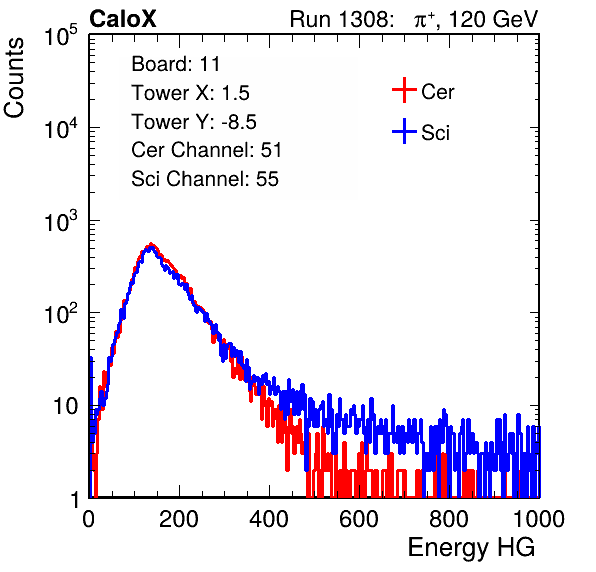 CaloX Run 1308: π⁺, 120 GeV
Counts
Board: 11
Tower X: 1.5
Tower Y: -8.5
Cer Channel: 51
Sci Channel: 55
Cer
Sci
10⁵
10⁴
10³
10²
10
1
0 200 400 600 800 1000
Energy HG